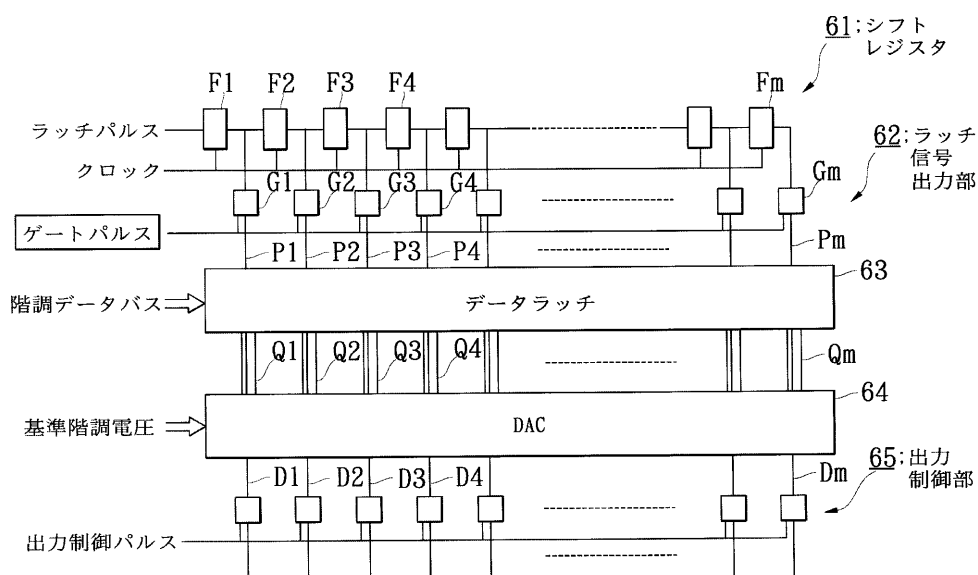 61;シフト
レジスタ
F1 F2 F3 F4 Fm
ラッチパルス
クロック
62;ラッチ
信号
出力部
G1 G2 G3 G4 Gm
ゲートパルス
P1 P2 P3 P4 Pm
63
階調データバス
データラッチ
Q1 Q2 Q3 Q4 Qm
64
基準階調電圧
DAC
65;出力
制御部
D1 D2 D3 D4 Dm
出力制御パルス